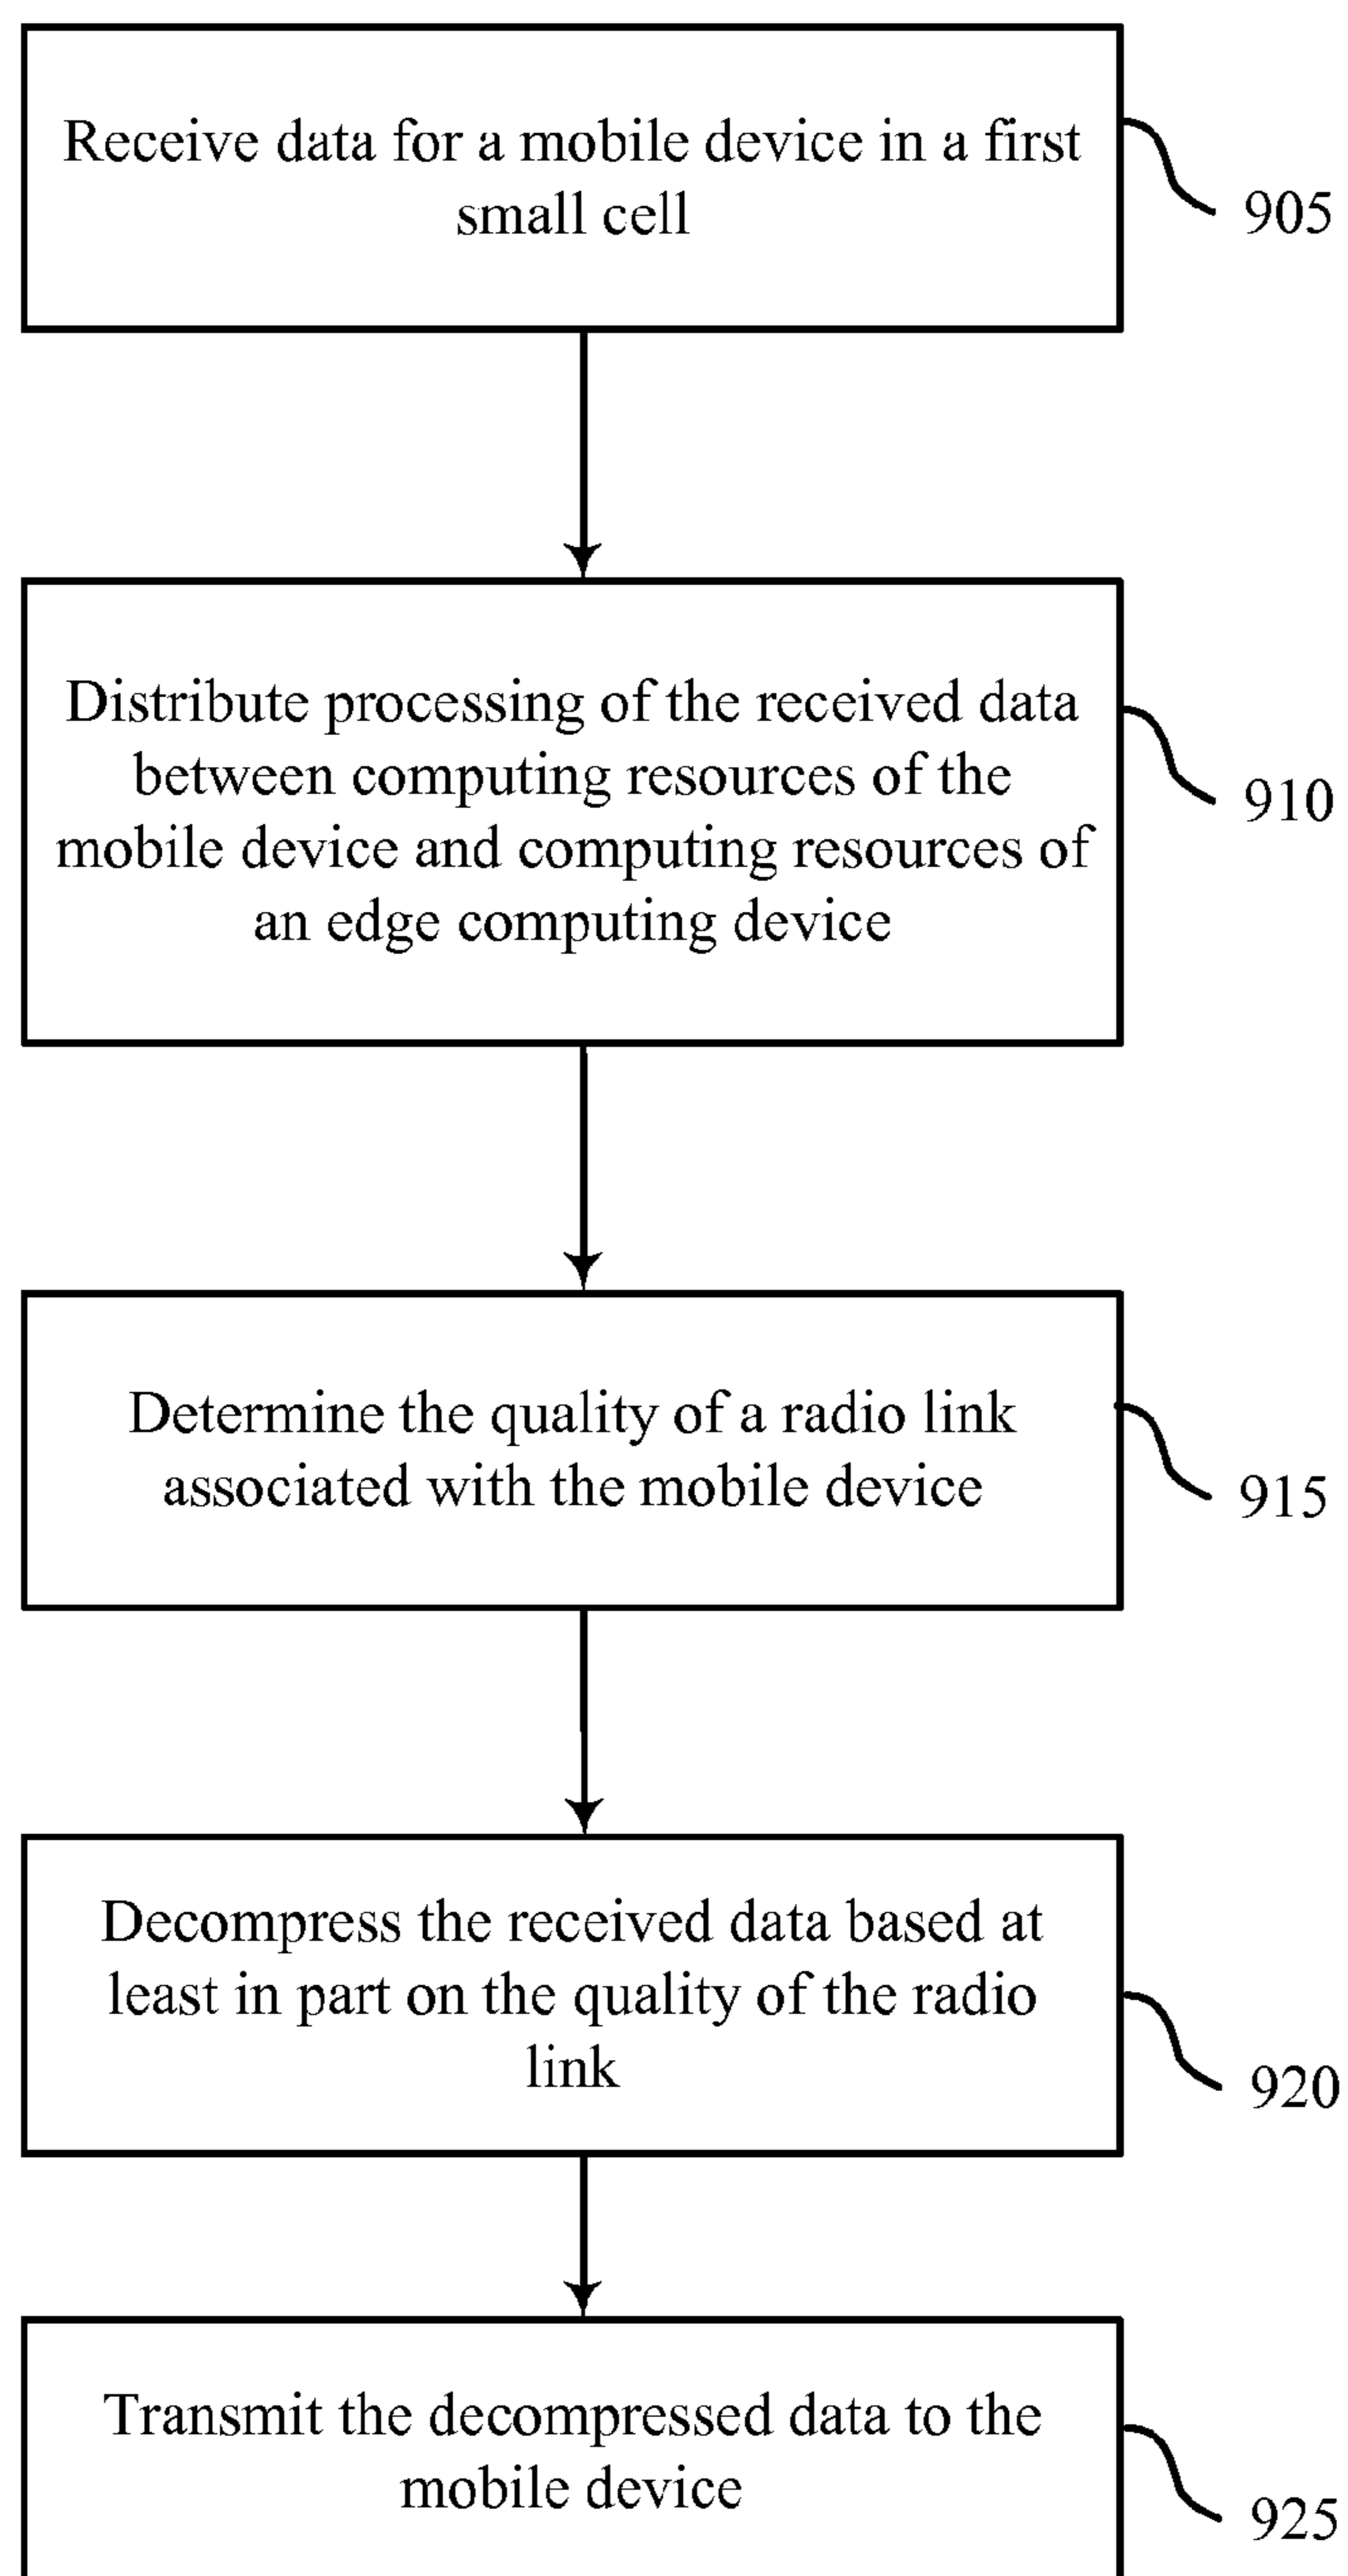 Receive data for a mobile device in a first
small cell
905
Distribute processing of the received data
between computing resources of the
mobile device and computing resources of
an edge computing device
910
Determine the quality of a radio link
associated with the mobile device
915
Decompress the received data based at
least in part on the quality of the radio
link
920
Transmit the decompressed data to the
mobile device
925